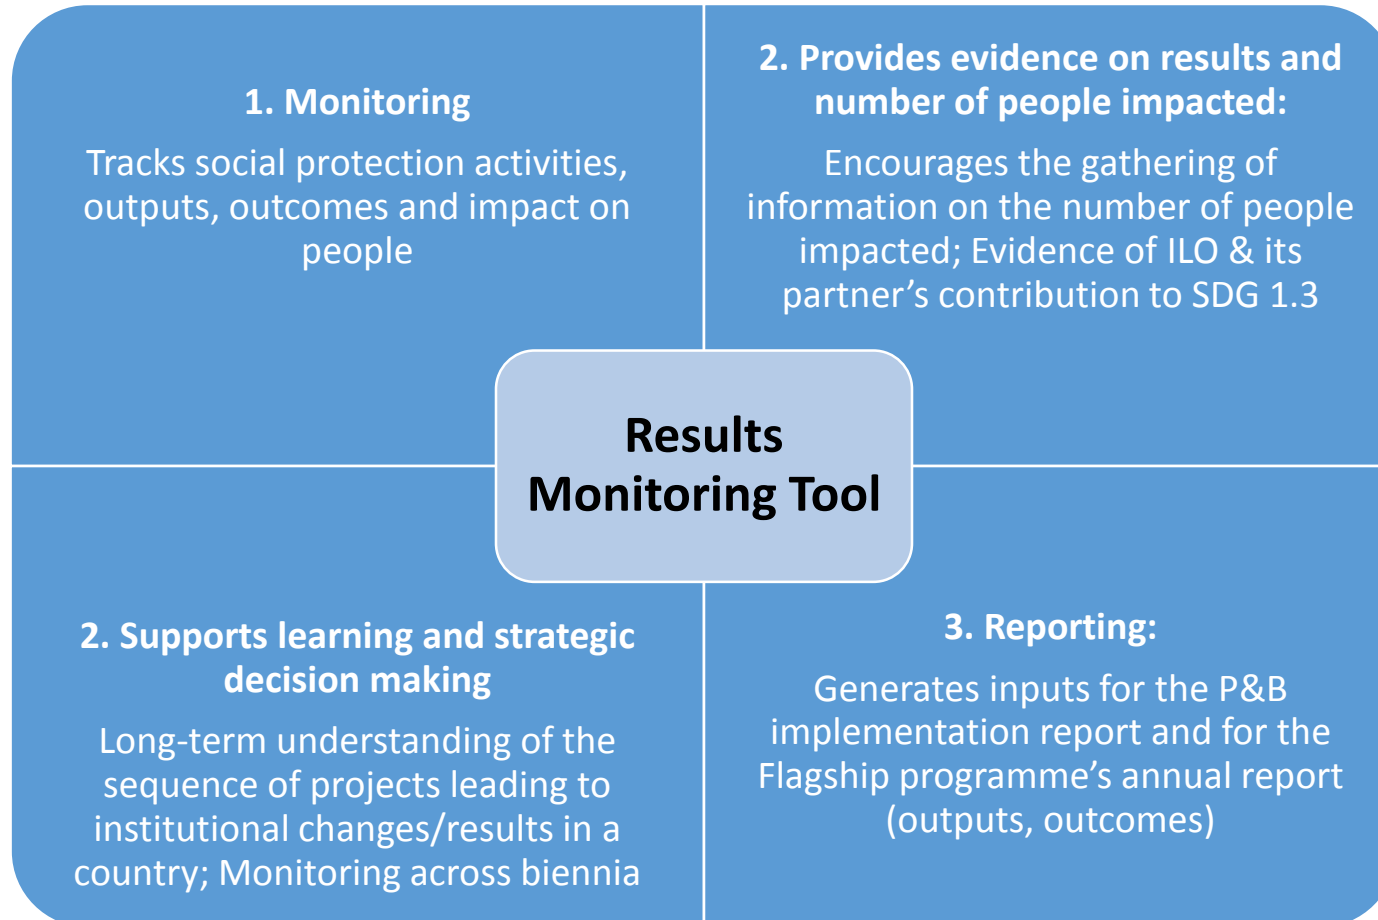 1. Monitoring
Tracks social protection activities,
outputs, outcomes and impact on
people
2. Provides evidence on results and
number of people impacted:
Encourages the gathering of
information on the number of people
impacted; Evidence of ILO & its
partner’s contribution to SDG 1.3
Results
Monitoring Tool
2. Supports learning and strategic
decision making
Long-term understanding of the
sequence of projects leading to
institutional changes/results in a
country; Monitoring across biennia
3. Reporting:
Generates inputs for the P&B
implementation report and for the
Flagship programme’s annual report
(outputs, outcomes)